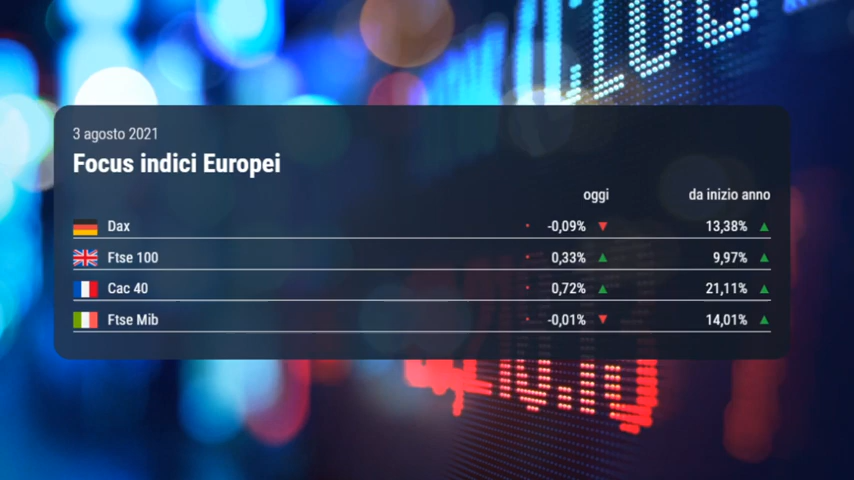 3 agosto 2021
Focus indici Europei
oggi da inizio anno
Dax -0,09% ▼ 13,38% ▲
Ftse 100 0,33% ▲ 9,97% ▲
Cac 40 0,72% ▲ 21,11% ▲
Ftse Mib -0,01% ▼ 14,01% ▲